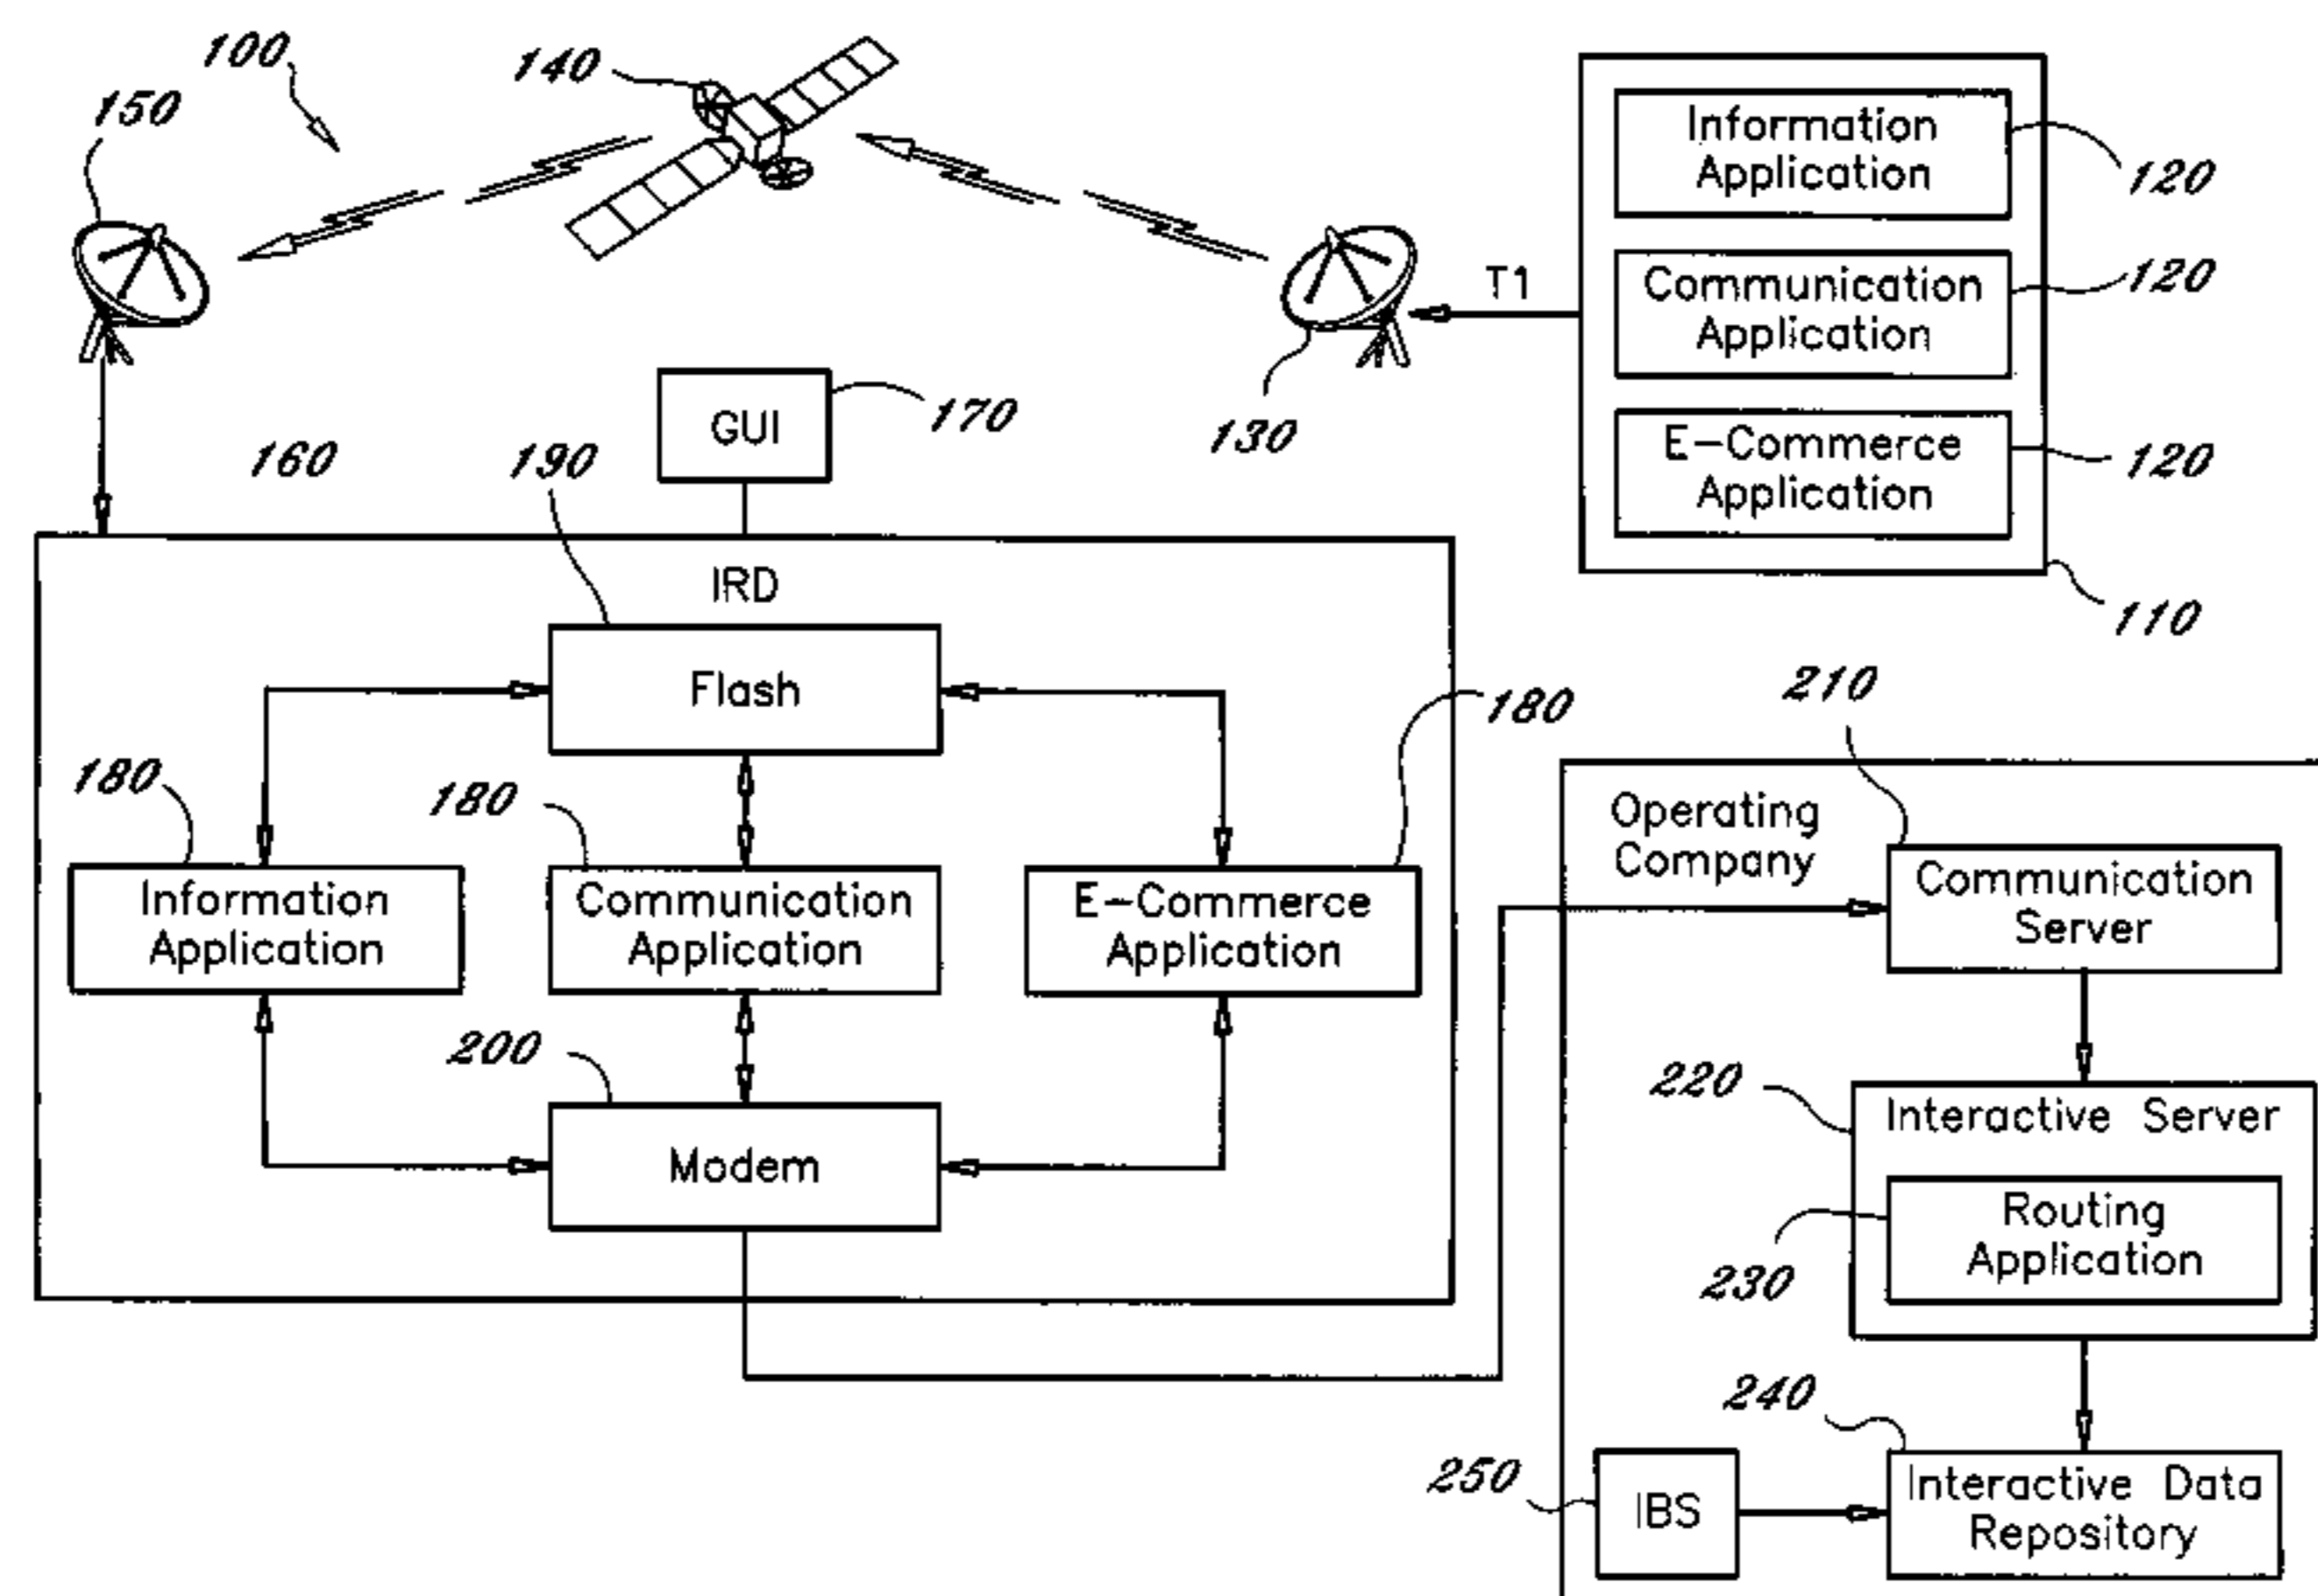 100
140
150
Information
Application
120
Communication
Application
120
T1
E-Commerce
Application
120
130
110
GUI
170
160
190
IRD
Flash
180
180
180
Information
Application
Communication
Application
E-Commerce
Application
200
Modem
210
Operating
Company
Communication
Server
220
Interactive Server
Routing
Application
230
240
250
IBS
Interactive Data
Repository